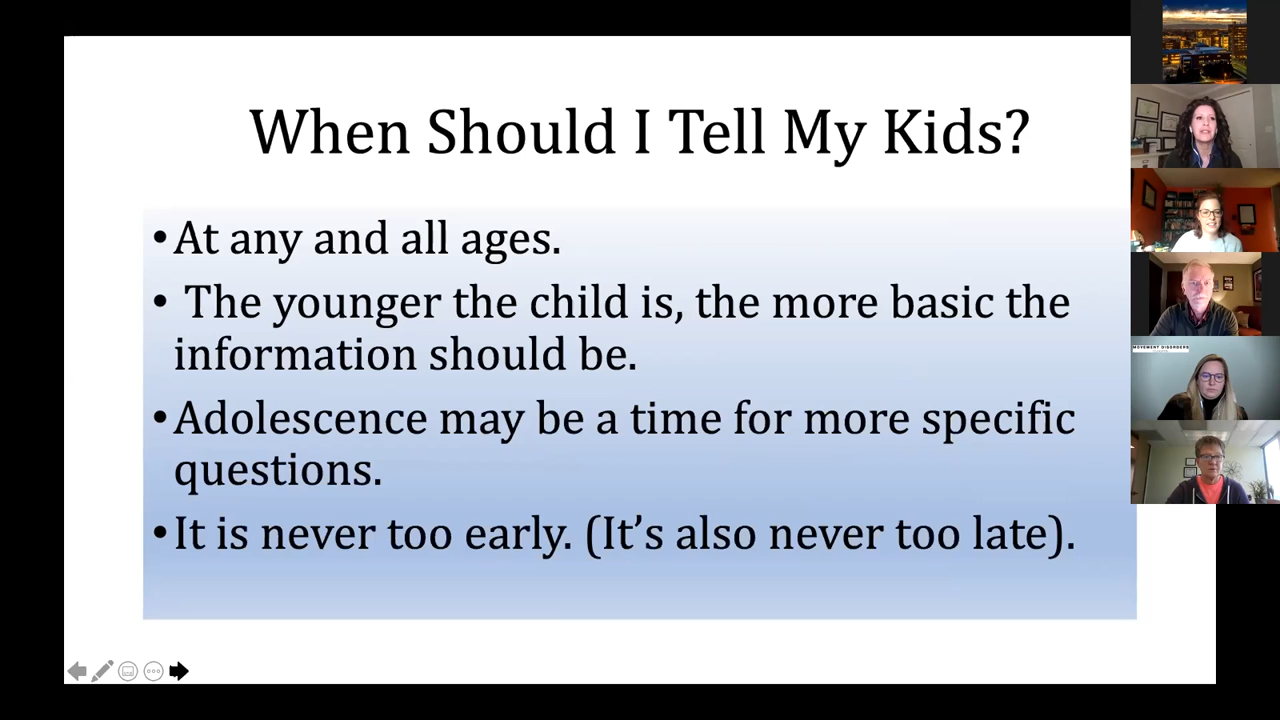 When Should I Tell My Kids?
•At any and all ages.
• The younger the child is, the more basic the
information should be.
•Adolescence may be a time for more specific
questions.
•It is never too early. (It’s also never too late).
MOVEMENT DISORDERS